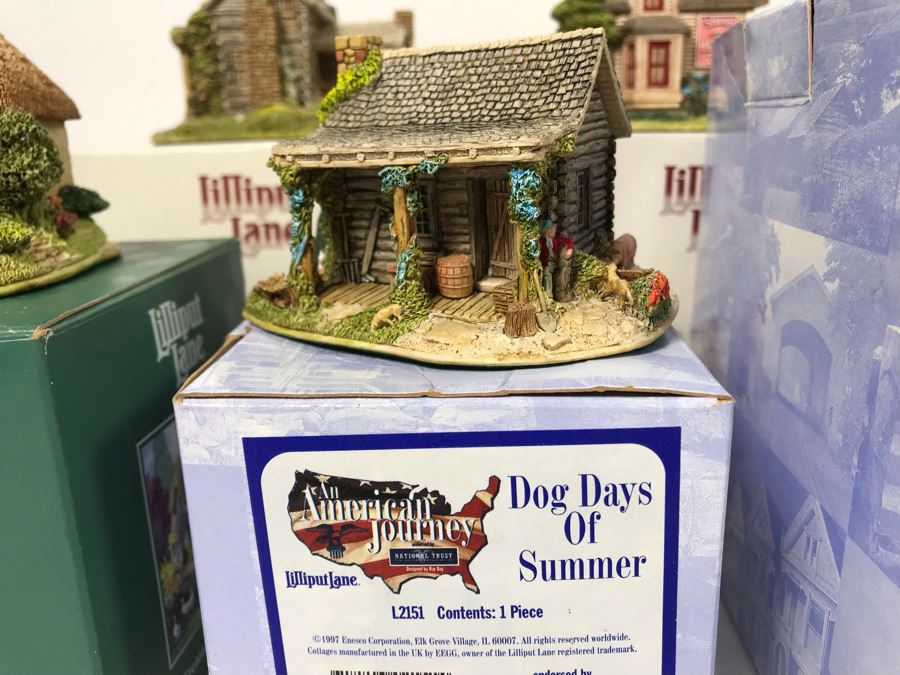 Lilliput
Lane
Lilliput
Lane
An
American
Journey
endorsed by
NATIONAL TRUST
Designed by Ray Day
LilliputLane.
Dog Days
Of
Summer
L2151 Contents: 1 Piece
©1997 Enesco Corporation, Elk Grove Village, IL 60007. All rights reserved worldwide.
Cottages manufactured in the UK by EEGG, owner of the Lilliput Lane registered trademark.
endorsed by